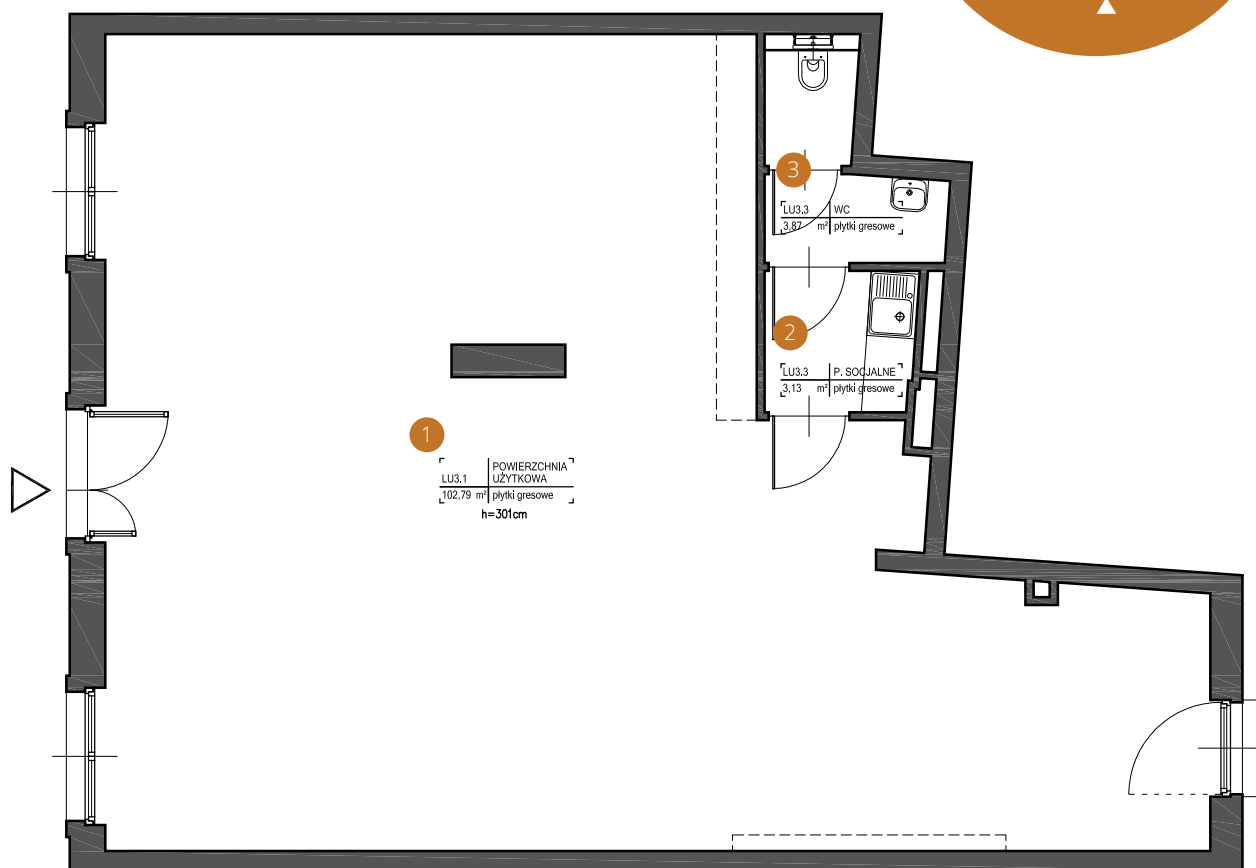 3
LU3.3 WC
3,87 m² płytki gresowe
2
LU3.3 P. SOCJALNE
3,13 m² płytki gresowe
1
LU3.1 POWIERZCHNIA UŻYTKOWA
102,79 m² płytki gresowe
h=301cm